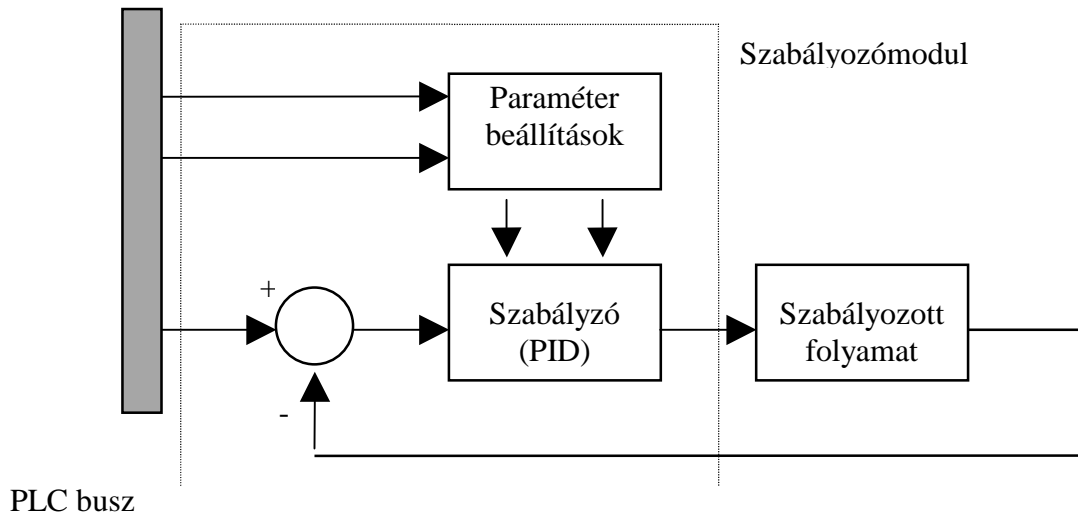 Szabályozómodul
Paraméter
beállítások
+
Szabályzó
(PID)
Szabályozott
folyamat
-
PLC busz